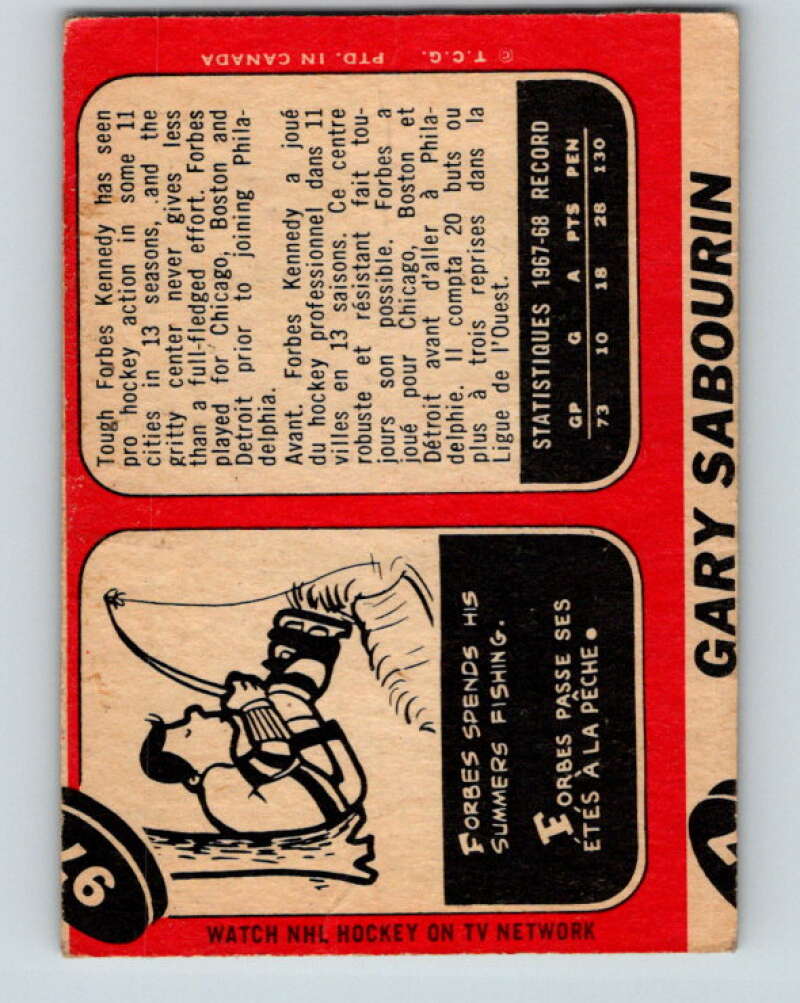 WATCH NHL HOCKEY ON TV NETWORK
FORBES SPENDS HIS
SUMMERS FISHING.
FORBES PASSE SES
ÉTÉS À LA PÊCHE.
Tough Forbes Kennedy has seen
pro hockey action in some 11
cities in 13 seasons, .and the
gritty center never gives less
than a full-fledged effort. Forbes
played for Chicago, Boston and
Detroit prior to joining Phila-
delphia.
Avant. Forbes Kennedy a joué
du hockey professionnel dans 11
villes en 13 saisons. Ce centre
robuste et résistant fait tou-
jours son possible. Forbes a
joué pour Chicago, Boston et
Détroit avant d'aller à Phila-
delphie. Il compta 20 buts ou
plus à trois reprises dans la
Ligue de l'Ouest.
STATISTIQUES 1967-68 RECORD
GP G A PTS PEN
73 10 18 28 130
© T.C.G. PTD. IN CANADA
GARY SABOURIN